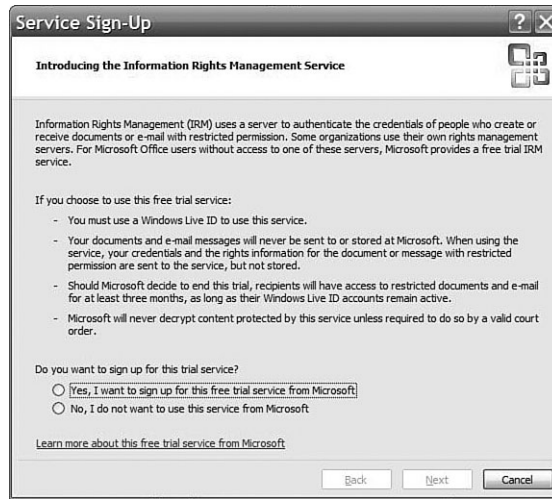 Service Sign-Up
Introducing the Information Rights Management Service
Information Rights Management (IRM) uses a server to authenticate the credentials of people who create or
receive documents or e-mail with restricted permission. Some organizations use their own rights management
servers. For Microsoft Office users without access to one of these servers, Microsoft provides a free trial IRM
service.
If you choose to use this free trial service:
- You must use a Windows Live ID to use this service.
- Your documents and e-mail messages will never be sent to or stored at Microsoft. When using the
service, your credentials and the rights information for the document or message with restricted
permission are sent to the service, but not stored.
- Should Microsoft decide to end this trial, recipients will have access to restricted documents and e-mail
for at least three months, as long as their Windows Live ID accounts remain active.
- Microsoft will never decrypt content protected by this service unless required to do so by a valid court
order.
Do you want to sign up for this trial service?
Yes, I want to sign up for this free trial service from Microsoft
No, I do not want to use this service from Microsoft
Learn more about this free trial service from Microsoft
Back Next Cancel